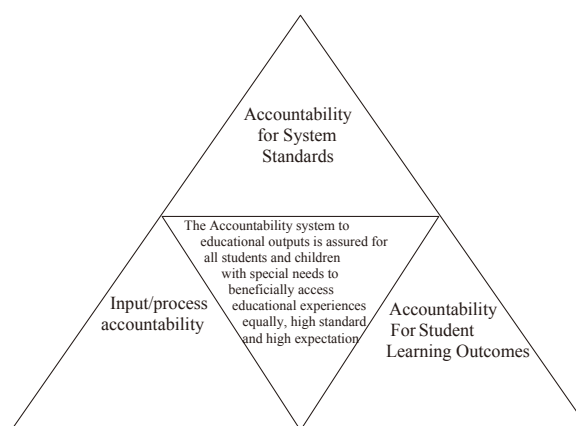 Accountability
for System
Standards
The Accountability system to
educational outputs is assured for
all students and children
with special needs to
beneficially access
educational experiences
equally, high standard
and high expectation
Input/process
accountability
Accountability
For Student
Learning Outcomes